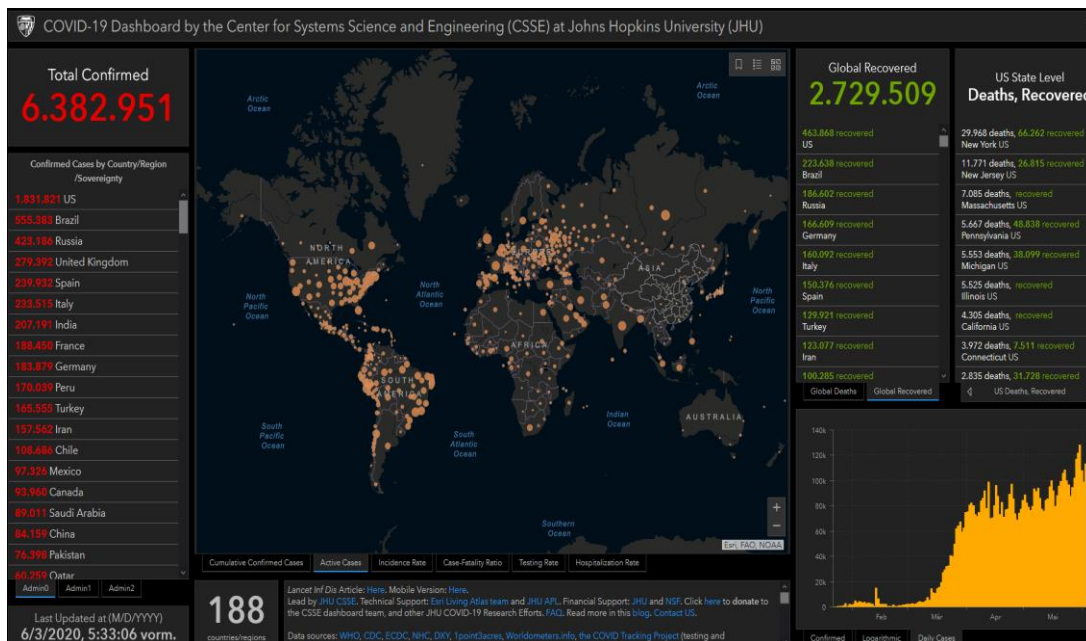 COVID-19 Dashboard by the Center for Systems Science and Engineering (CSSE) at Johns Hopkins University (JHU)
Total Confirmed
6.382.951
Confirmed Cases by Country/Region
/Sovereignty
1.831.821 US
555.383 Brazil
423.186 Russia
279.392 United Kingdom
239.932 Spain
233.515 Italy
207.191 India
188.450 France
183.879 Germany
170.039 Peru
165.555 Turkey
157.562 Iran
108.686 Chile
97.326 Mexico
93.960 Canada
89.011 Saudi Arabia
84.159 China
76.398 Pakistan
60.259 Qatar
Admin0 Admin1 Admin2
Last Updated at (M/D/YYYY)
6/3/2020, 5:33:06 vorm.
Arctic
Ocean
Arctic
Ocean
NORTH
AMERICA
EUROPE
ASIA
North
Pacific
Ocean
North
Atlantic
Ocean
North
Pacific
Ocean
AFRICA
SOUTH
AMERICA
Indian
Ocean
AUSTRALIA
South
Pacific
Ocean
South
Atlantic
Ocean
Southern
Ocean
+
−
Esri, FAO, NOAA
Cumulative Confirmed Cases Active Cases Incidence Rate Case-Fatality Ratio Testing Rate Hospitalization Rate
188
countries/regions
Lancet Inf Dis Article: Here. Mobile Version: Here.
Lead by JHU CSSE. Technical Support: Esri Living Atlas team and JHU APL. Financial Support: JHU and NSF. Click here to donate to
the CSSE dashboard team, and other JHU COVID-19 Research Efforts. FAQ. Read more in this blog. Contact US.
Data sources: WHO, CDC, ECDC, NHC, DXY, 1point3acres, Worldometers.info, the COVID Tracking Project (testing and
Global Recovered
2.729.509
463.868 recovered
US
223.638 recovered
Brazil
186.602 recovered
Russia
166.609 recovered
Germany
160.092 recovered
Italy
150.376 recovered
Spain
129.921 recovered
Turkey
123.077 recovered
Iran
100.285 recovered
Global Deaths Global Recovered
US State Level
Deaths, Recovered
29.968 deaths, 66.262 recovered
New York US
11.771 deaths, 26.815 recovered
New Jersey US
7.085 deaths, recovered
Massachusetts US
5.667 deaths, 48.838 recovered
Pennsylvania US
5.553 deaths, 38.099 recovered
Michigan US
5.525 deaths, recovered
Illinois US
4.305 deaths, recovered
California US
3.972 deaths, 7.511 recovered
Connecticut US
2.835 deaths, 31.728 recovered
US Deaths, Recovered
140k
120k
100k
80k
60k
40k
20k
0
Feb Mär Apr Mai
Confirmed Logarithmic Daily Cases